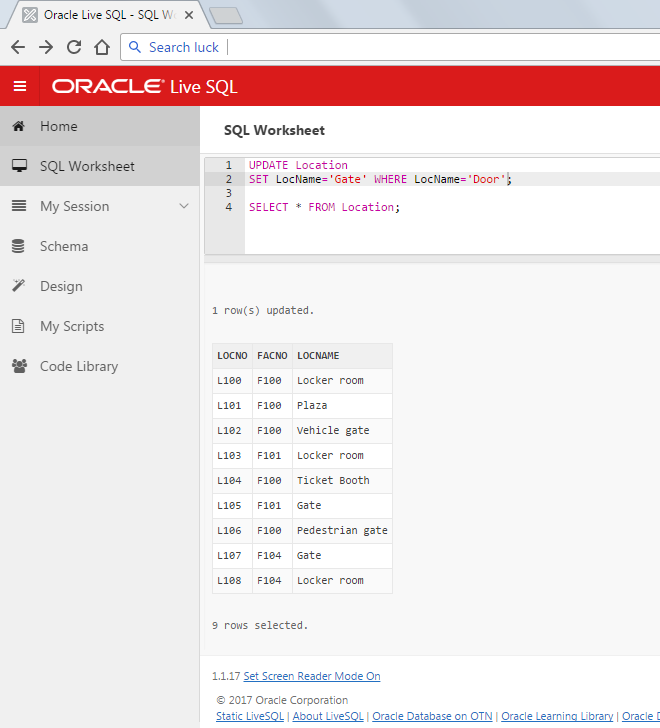 Oracle Live SQL - SQL Wo
Search luck
ORACLE Live SQL
Home
SQL Worksheet
My Session
Schema
Design
My Scripts
Code Library
SQL Worksheet
1 UPDATE Location
2 SET LocName='Gate' WHERE LocName='Door';
3
4 SELECT * FROM Location;
1 row(s) updated.
LOCNO FACNO LOCNAME
L100 F100 Locker room
L101 F100 Plaza
L102 F100 Vehicle gate
L103 F101 Locker room
L104 F100 Ticket Booth
L105 F101 Gate
L106 F100 Pedestrian gate
L107 F104 Gate
L108 F104 Locker room
9 rows selected.
1.1.17 Set Screen Reader Mode On
© 2017 Oracle Corporation
Static LiveSQL | About LiveSQL | Oracle Database on OTN | Oracle Learning Library | Oracle D